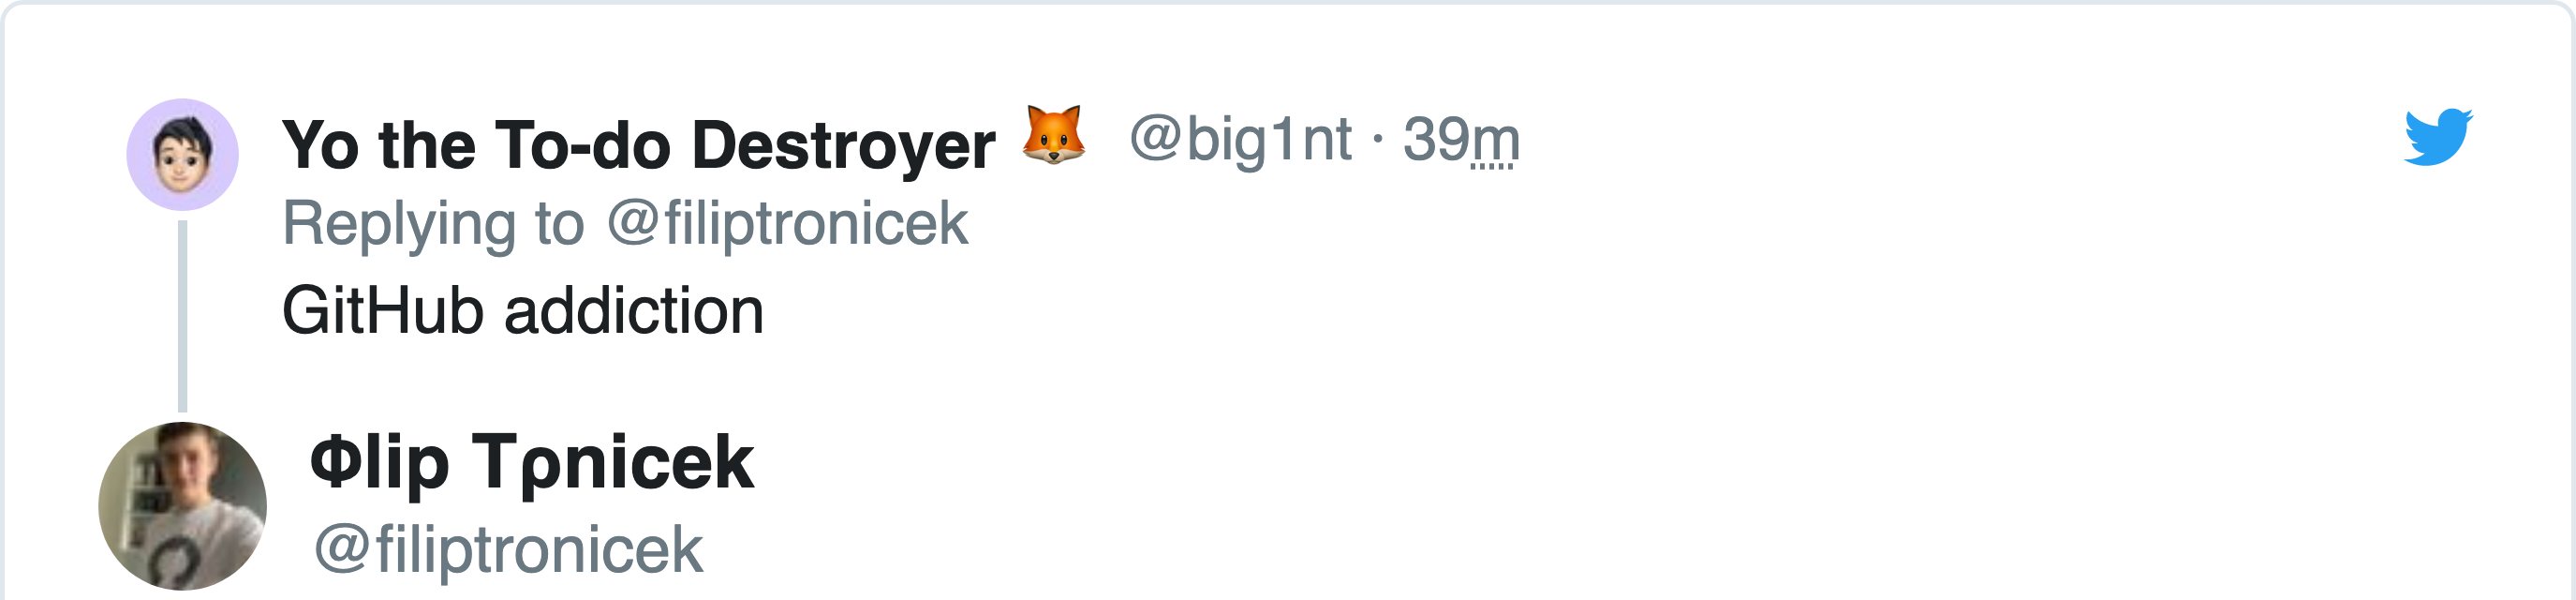 Yo the To-do Destroyer 🦊 @big1nt · 39m
Replying to @filiptronicek
GitHub addiction
Φlip Tρnicek
@filiptronicek